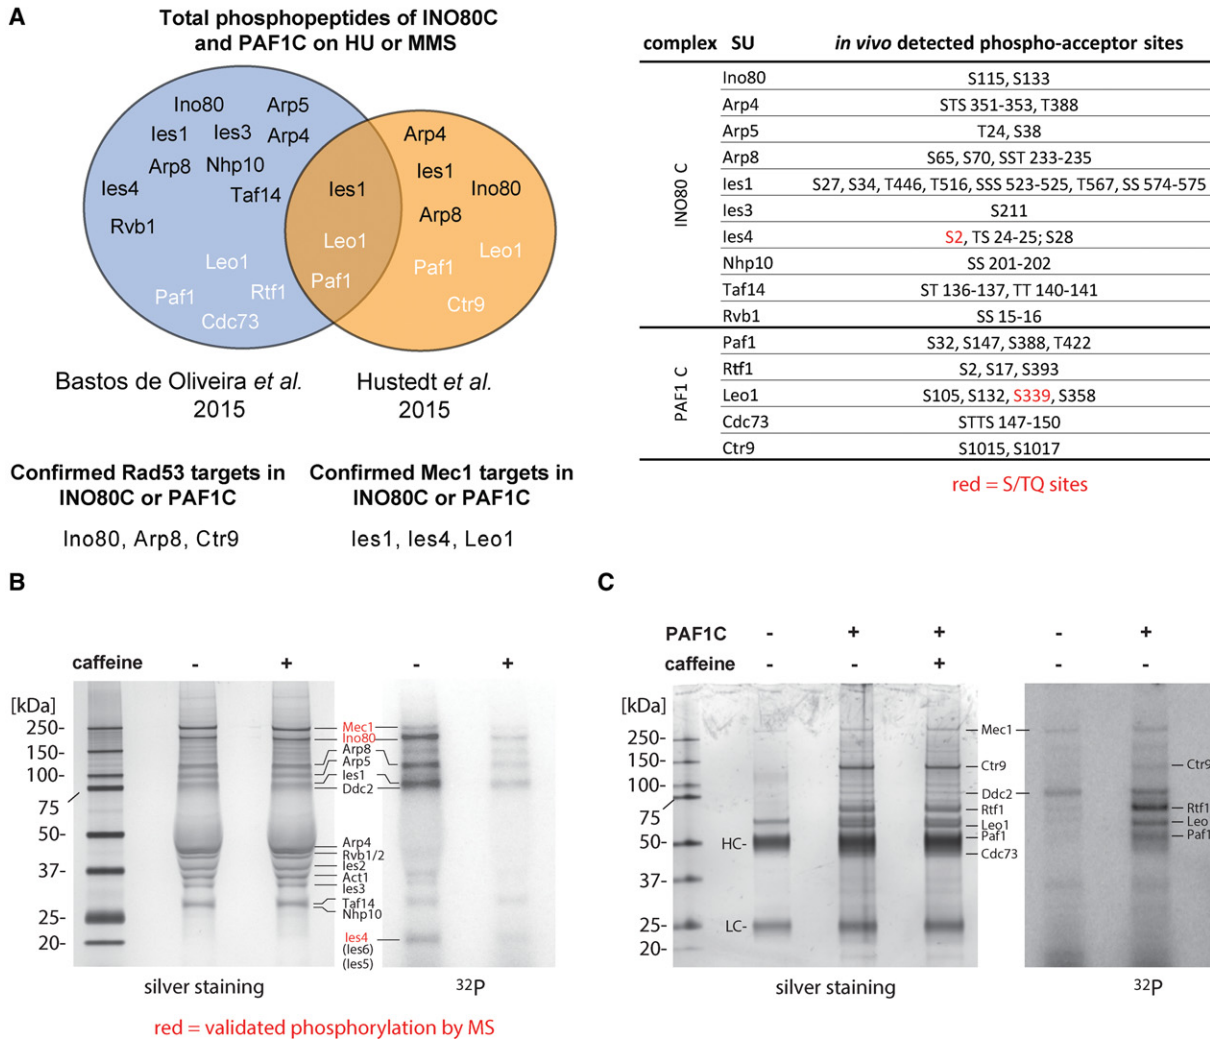 A
Total phosphopeptides of INO80C
and PAF1C on HU or MMS
Ino80
Arp5
Ies1
Ies3
Arp4
Arp8
Nhp10
Ies4
Taf14
Rvb1
Leo1
Paf1
Rtf1
Cdc73
Ies1
Leo1
Paf1
Arp4
Ies1
Ino80
Arp8
Leo1
Paf1
Ctr9
Bastos de Oliveira et al.
2015
Hustedt et al.
2015
Confirmed Rad53 targets in
INO80C or PAF1C
Ino80, Arp8, Ctr9
Confirmed Mec1 targets in
INO80C or PAF1C
Ies1, Ies4, Leo1
complex SU in vivo detected phospho-acceptor sites
INO80 C
Ino80 S115, S133
Arp4 STS 351-353, T388
Arp5 T24, S38
Arp8 S65, S70, SST 233-235
Ies1 S27, S34, T446, T516, SSS 523-525, T567, SS 574-575
Ies3 S211
Ies4 S2, TS 24-25; S28
Nhp10 SS 201-202
Taf14 ST 136-137, TT 140-141
Rvb1 SS 15-16
PAF1 C
Paf1 S32, S147, S388, T422
Rtf1 S2, S17, S393
Leo1 S105, S132, S339, S358
Cdc73 STTS 147-150
Ctr9 S1015, S1017
red = S/TQ sites
B
caffeine - + - +
[kDa]
250-
150-
100-
75
50-
37-
25-
20-
Mec1
Ino80
Arp8
Arp5
Ies1
Ddc2
Arp4
Rvb1/2
Ies2
Act1
Ies3
Taf14
Nhp10
Ies4
(Ies6)
(Ies5)
silver staining
32P
red = validated phosphorylation by MS
C
PAF1C - + + - +
caffeine - - + - -
[kDa]
250-
150-
100-
75
50-
37-
25-
20-
HC-
LC-
Mec1
Ctr9
Ddc2
Rtf1
Leo1
Paf1
Cdc73
Ctr9
Rtf1
Leo
Paf1
silver staining
32P